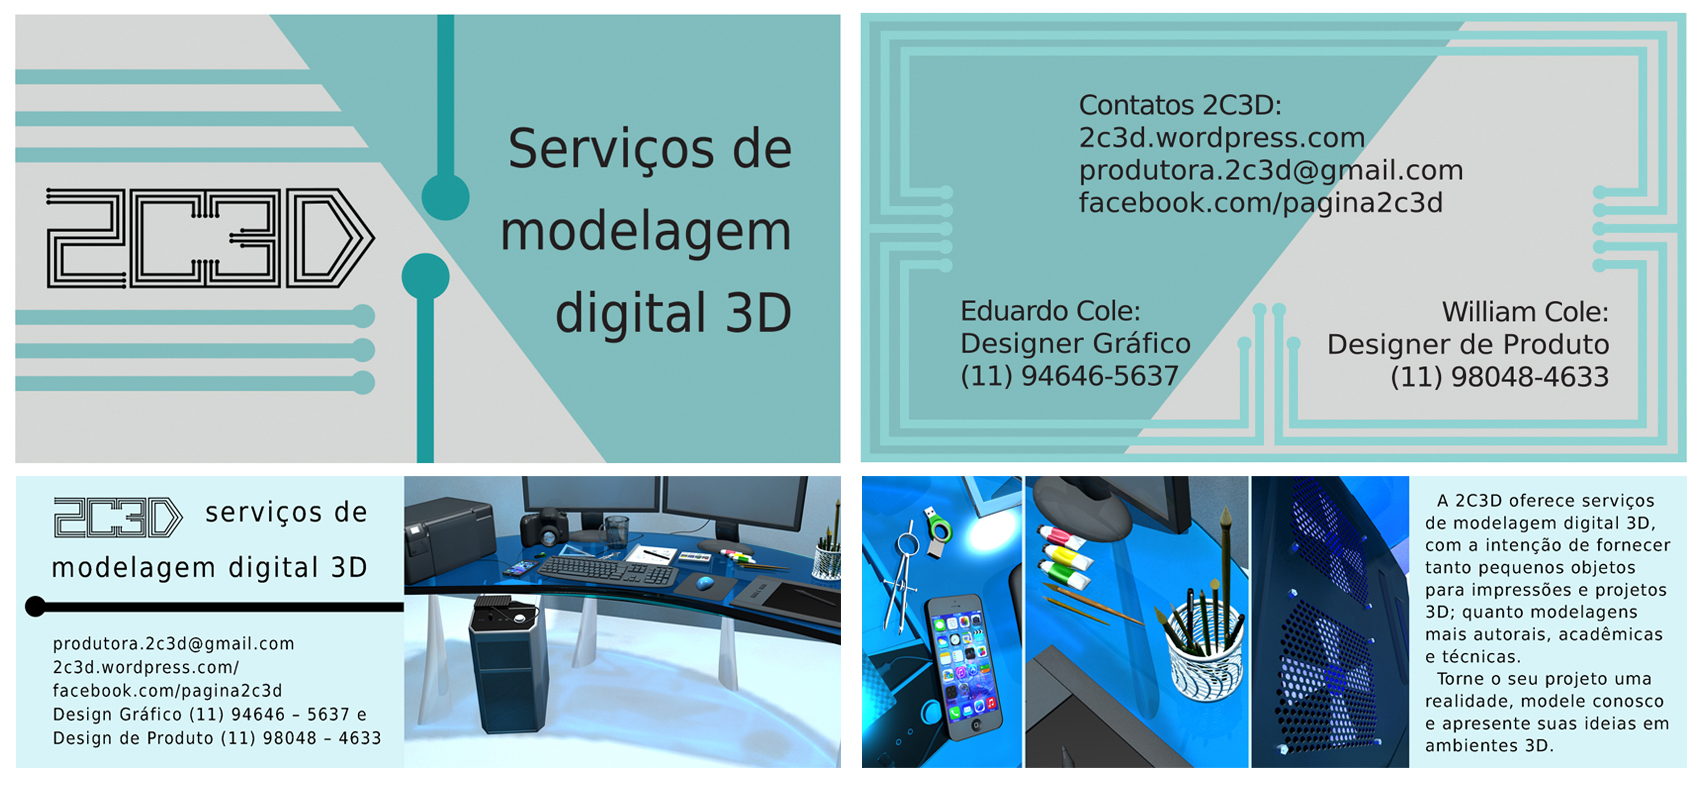 2C3D
Serviços de
modelagem
digital 3D
Contatos 2C3D:
2c3d.wordpress.com
produtora.2c3d@gmail.com
facebook.com/pagina2c3d
Eduardo Cole:
Designer Gráfico
(11) 94646-5637
William Cole:
Designer de Produto
(11) 98048-4633
2C3D serviços de
modelagem digital 3D
produtora.2c3d@gmail.com
2c3d.wordpress.com/
facebook.com/pagina2c3d
Design Gráfico (11) 94646 – 5637 e
Design de Produto (11) 98048 – 4633
A 2C3D oferece serviços
de modelagem digital 3D,
com a intenção de fornecer
tanto pequenos objetos
para impressões e projetos
3D; quanto modelagens
mais autorais, acadêmicas
e técnicas.
Torne o seu projeto uma
realidade, modele conosco
e apresente suas ideias em
ambientes 3D.